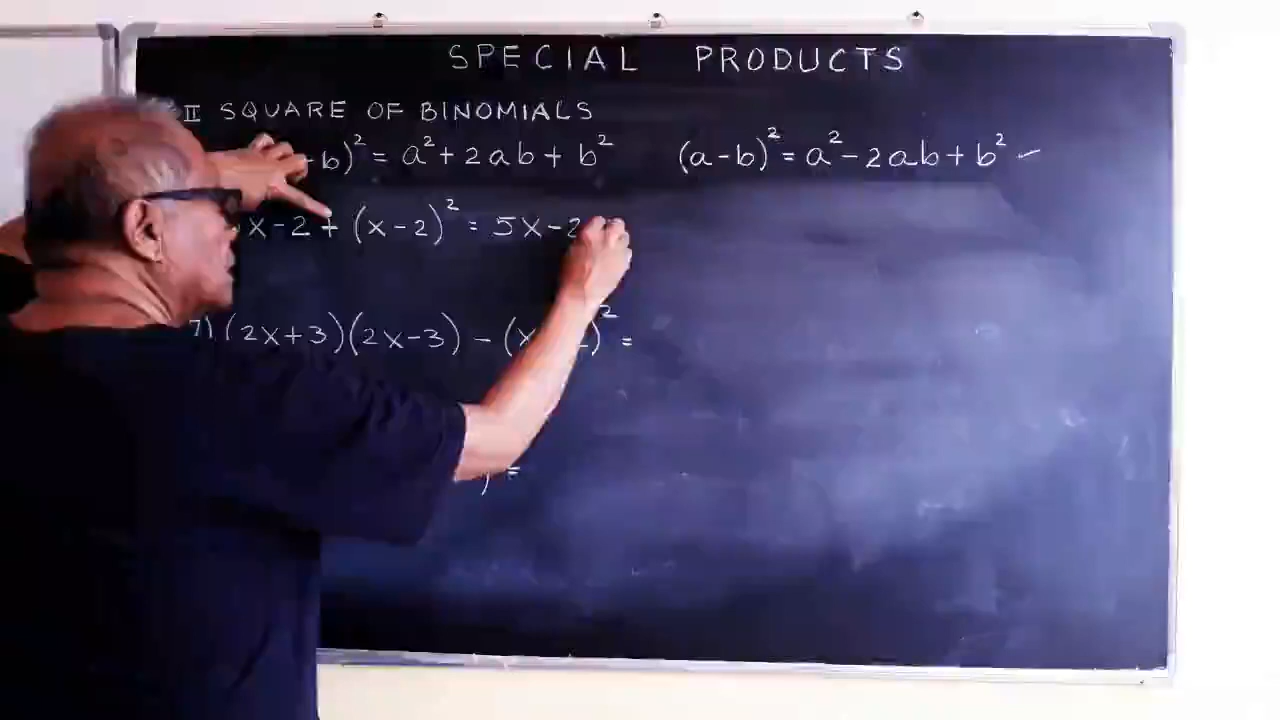 SPECIAL PRODUCTS
II SQUARE OF BINOMIALS
- b)² = a² + 2ab + b² (a - b)² = a² - 2ab + b² ✓
x - 2 + (x - 2)² = 5x - 2
7) (2x + 3)(2x - 3) - (x )² =
) =